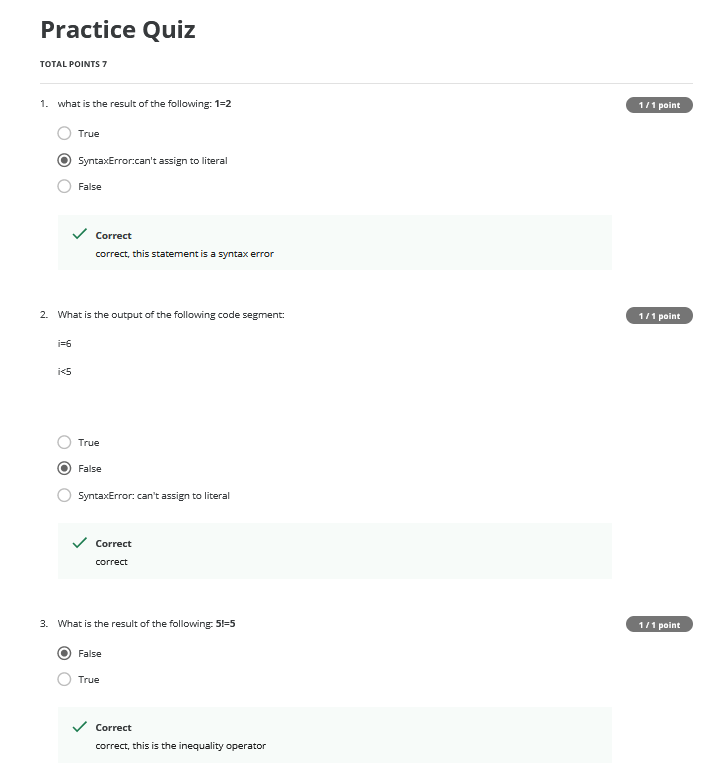 Practice Quiz
TOTAL POINTS 7
1. what is the result of the following: 1=2
1 / 1 point
True
SyntaxError:can't assign to literal
False
Correct
correct, this statement is a syntax error
2. What is the output of the following code segment:
1 / 1 point
i=6
i<5
True
False
SyntaxError: can't assign to literal
Correct
correct
3. What is the result of the following: 5!=5
1 / 1 point
False
True
Correct
correct, this is the inequality operator